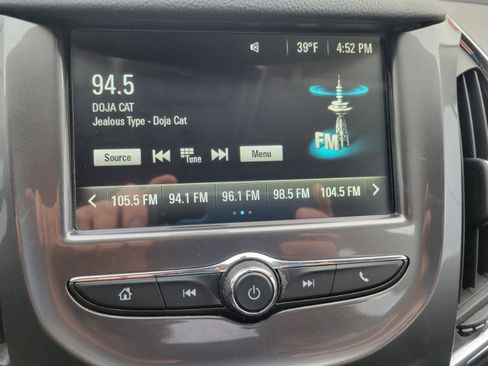 39°F 4:52 PM
94.5
DOJA CAT
Jealous Type - Doja Cat
FM
Source Tune Menu
105.5 FM 94.1 FM 96.1 FM 98.5 FM 104.5 FM